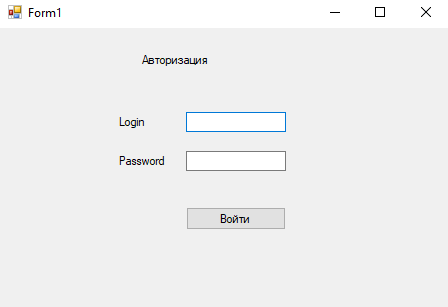 Form1
Авторизация
Login
Password
Войти